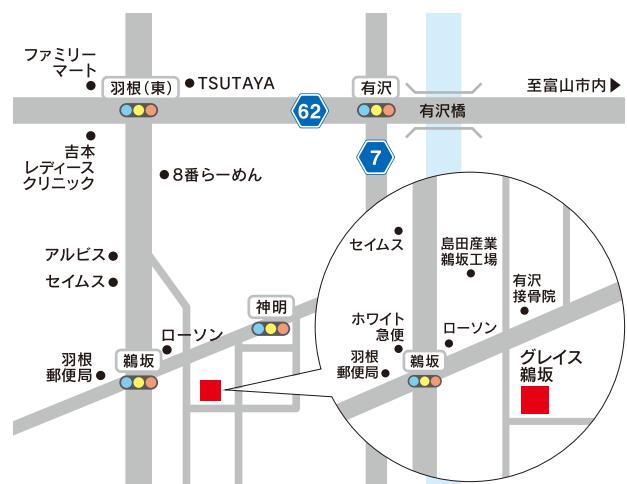 ファミリー
マート
羽根(東)
TSUTAYA
62
有沢
有沢橋
至富山市内▶
吉本
レディース
クリニック
8番らーめん
7
アルビス
セイムス
神明
ローソン
羽根
郵便局
鵜坂
セイムス
島田産業
鵜坂工場
有沢
接骨院
ホワイト
急便
ローソン
羽根
郵便局
鵜坂
グレイス
鵜坂